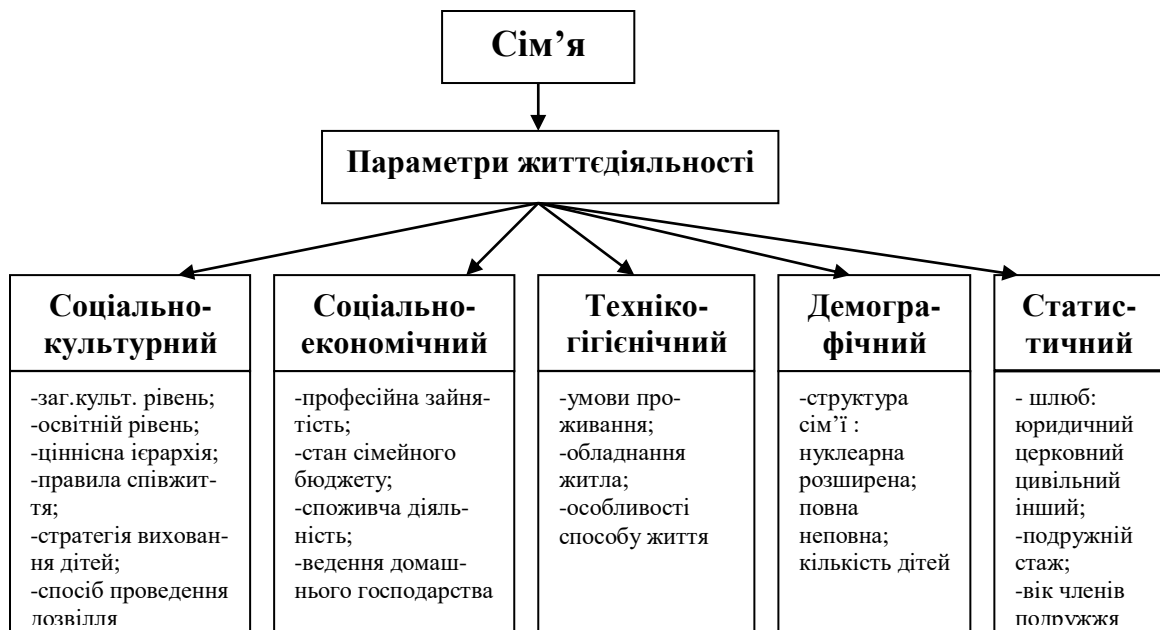 Сім’я
Параметри життєдіяльності
Соціально-
культурний
-заг.культ. рівень;
-освітній рівень;
-ціннісна ієрархія;
-правила співжит-
тя;
-стратегія вихован-
ня дітей;
-спосіб проведення
дозвілля
Соціально-
економічний
-професійна зайня-
тість;
-стан сімейного
бюджету;
-споживча діяль-
ність;
-ведення домаш-
нього господарства
Техніко-
гігієнічний
-умови про-
живання;
-обладнання
житла;
-особливості
способу життя
Демогра-
фічний
-структура
сім’ї :
нуклеарна
розширена;
повна
неповна;
кількість дітей
Статис-
тичний
- шлюб:
юридичний
церковний
цивільний
інший;
-подружній
стаж;
-вік членів
подружжя